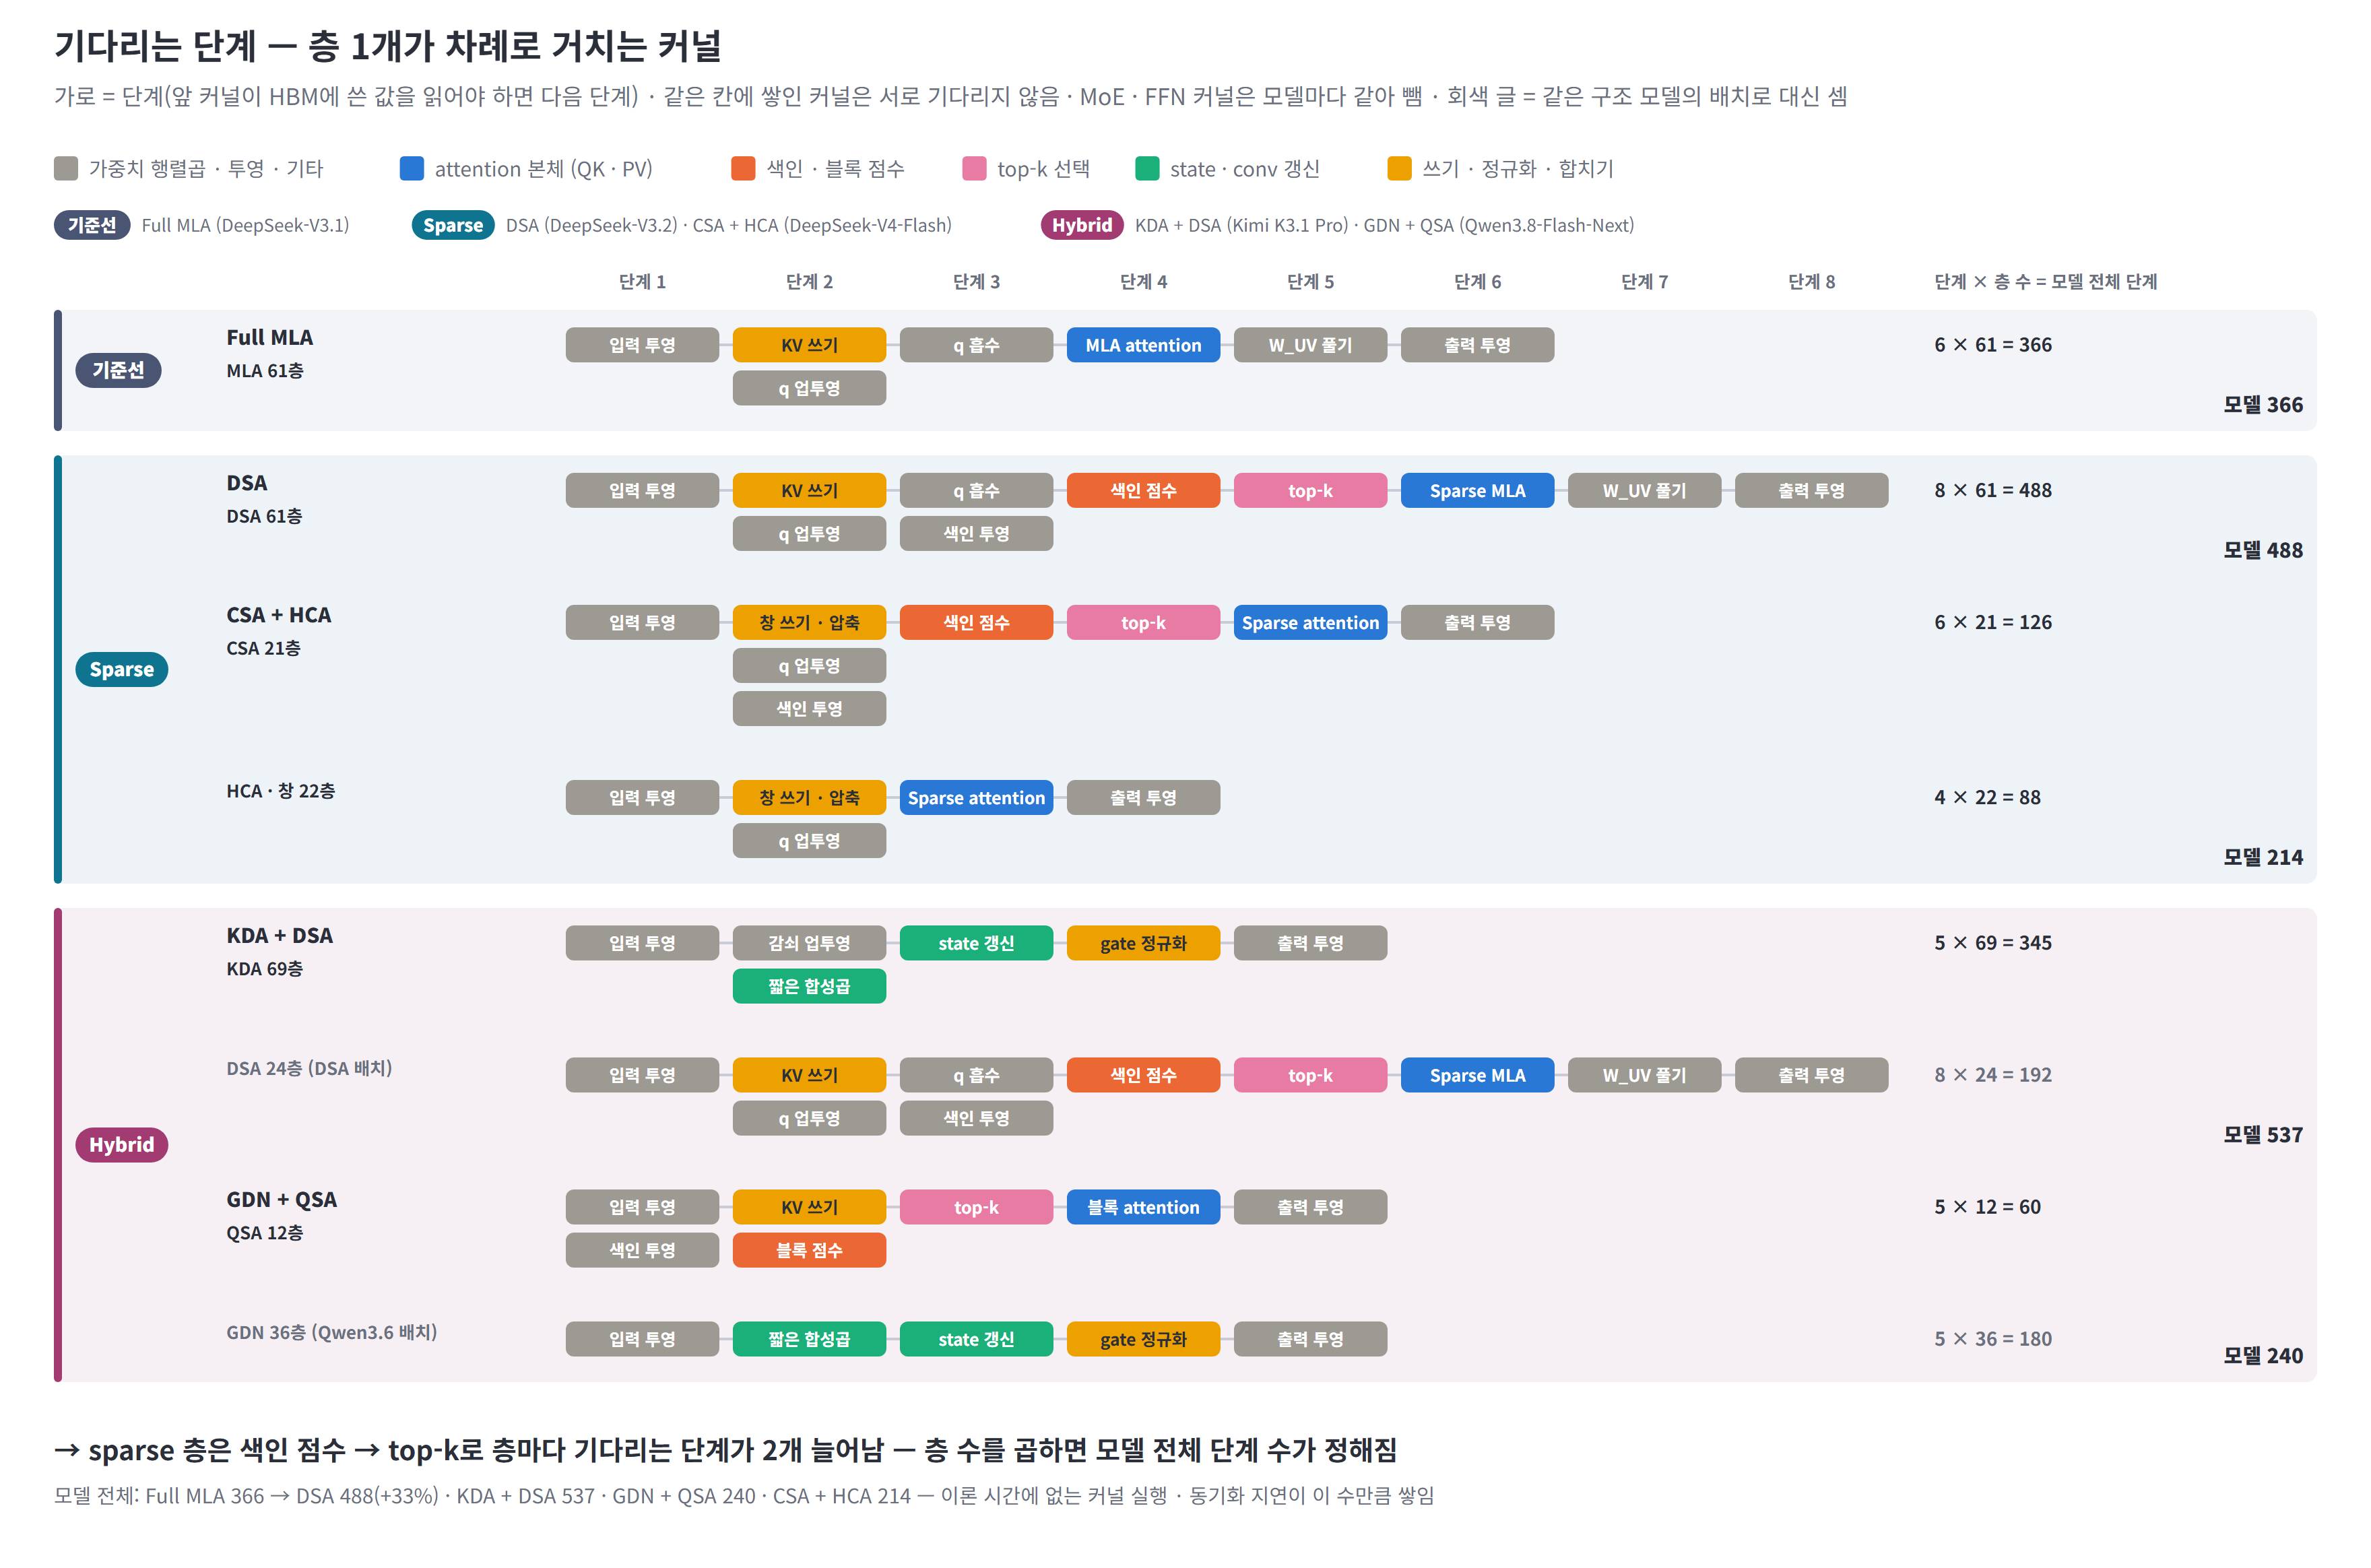 기다리는 단계 — 층 1개가 차례로 거치는 커널
가로 = 단계(앞 커널이 HBM에 쓴 값을 읽어야 하면 다음 단계) · 같은 칸에 쌓인 커널은 서로 기다리지 않음 · MoE · FFN 커널은 모델마다 같아 뺌 · 회색 글 = 같은 구조 모델의 배치로 대신 셈
가중치 행렬곱 · 투영 · 기타 attention 본체 (QK · PV) 색인 · 블록 점수 top-k 선택 state · conv 갱신 쓰기 · 정규화 · 합치기
기준선 Full MLA (DeepSeek-V3.1) Sparse DSA (DeepSeek-V3.2) · CSA + HCA (DeepSeek-V4-Flash) Hybrid KDA + DSA (Kimi K3.1 Pro) · GDN + QSA (Qwen3.8-Flash-Next)
단계 1 단계 2 단계 3 단계 4 단계 5 단계 6 단계 7 단계 8 단계 × 층 수 = 모델 전체 단계
Full MLA 입력 투영 KV 쓰기 q 흡수 MLA attention W_UV 풀기 출력 투영 6 × 61 = 366
기준선 MLA 61층
q 업투영
모델 366
DSA 입력 투영 KV 쓰기 q 흡수 색인 점수 top-k Sparse MLA W_UV 풀기 출력 투영 8 × 61 = 488
DSA 61층
q 업투영 색인 투영
모델 488
CSA + HCA 입력 투영 창 쓰기 · 압축 색인 점수 top-k Sparse attention 출력 투영 6 × 21 = 126
CSA 21층
q 업투영
Sparse
색인 투영
HCA · 창 22층 입력 투영 창 쓰기 · 압축 Sparse attention 출력 투영 4 × 22 = 88
q 업투영
모델 214
KDA + DSA 입력 투영 감쇠 업투영 state 갱신 gate 정규화 출력 투영 5 × 69 = 345
KDA 69층
짧은 합성곱
DSA 24층 (DSA 배치) 입력 투영 KV 쓰기 q 흡수 색인 점수 top-k Sparse MLA W_UV 풀기 출력 투영 8 × 24 = 192
q 업투영 색인 투영
모델 537
Hybrid
GDN + QSA 입력 투영 KV 쓰기 top-k 블록 attention 출력 투영 5 × 12 = 60
QSA 12층
색인 투영 블록 점수
GDN 36층 (Qwen3.6 배치) 입력 투영 짧은 합성곱 state 갱신 gate 정규화 출력 투영 5 × 36 = 180
모델 240
→ sparse 층은 색인 점수 → top-k로 층마다 기다리는 단계가 2개 늘어남 — 층 수를 곱하면 모델 전체 단계 수가 정해짐
모델 전체: Full MLA 366 → DSA 488(+33%) · KDA + DSA 537 · GDN + QSA 240 · CSA + HCA 214 — 이론 시간에 없는 커널 실행 · 동기화 지연이 이 수만큼 쌓임